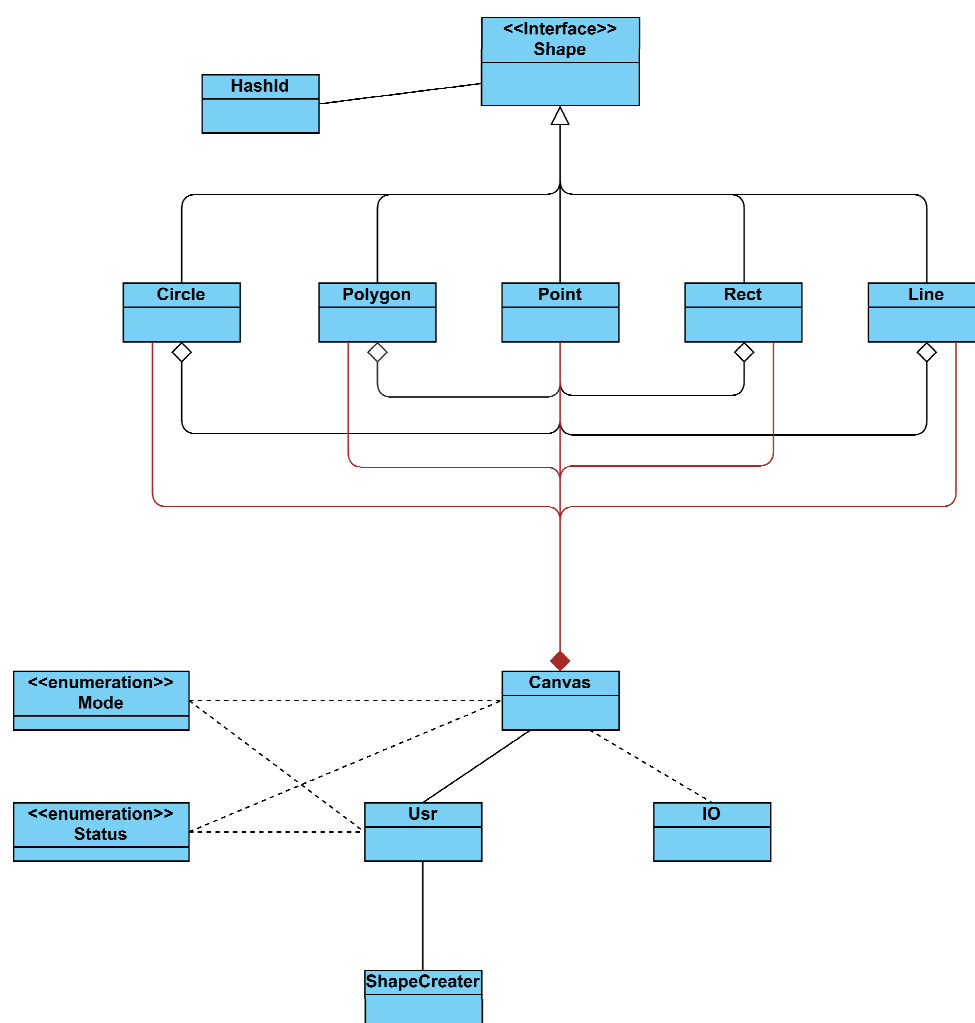 <<Interface>>
Shape
HashId
Circle
Polygon
Point
Rect
Line
<<enumeration>>
Mode
Canvas
<<enumeration>>
Status
Usr
IO
ShapeCreater